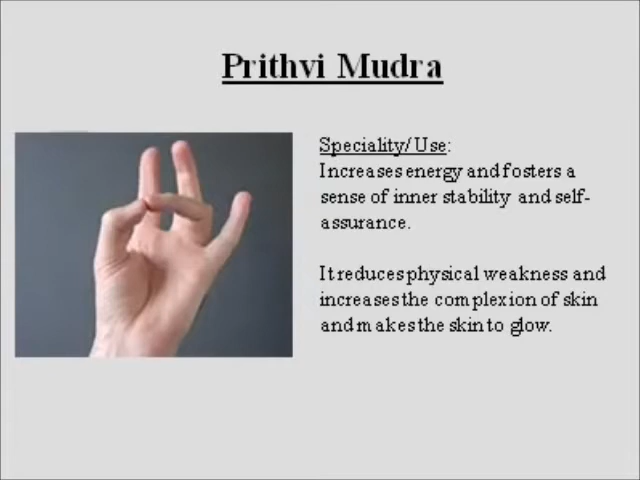 Prithvi Mudra
Speciality/ Use:
Increases energy and fosters a
sense of inner stability and self-
assurance.
It reduces physical weakness and
increases the complexion of skin
and makes the skin to glow.